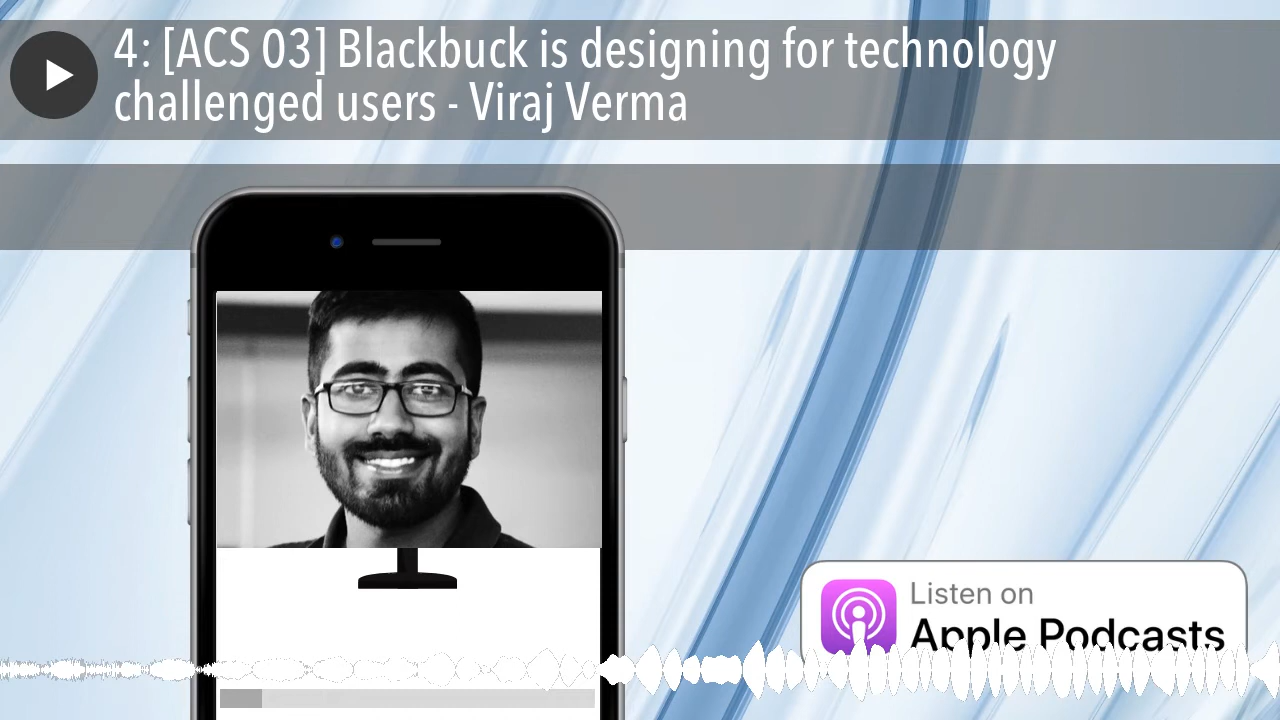 4: [ACS 03] Blackbuck is designing for technology
challenged users - Viraj Verma
Listen on
Apple Podcasts